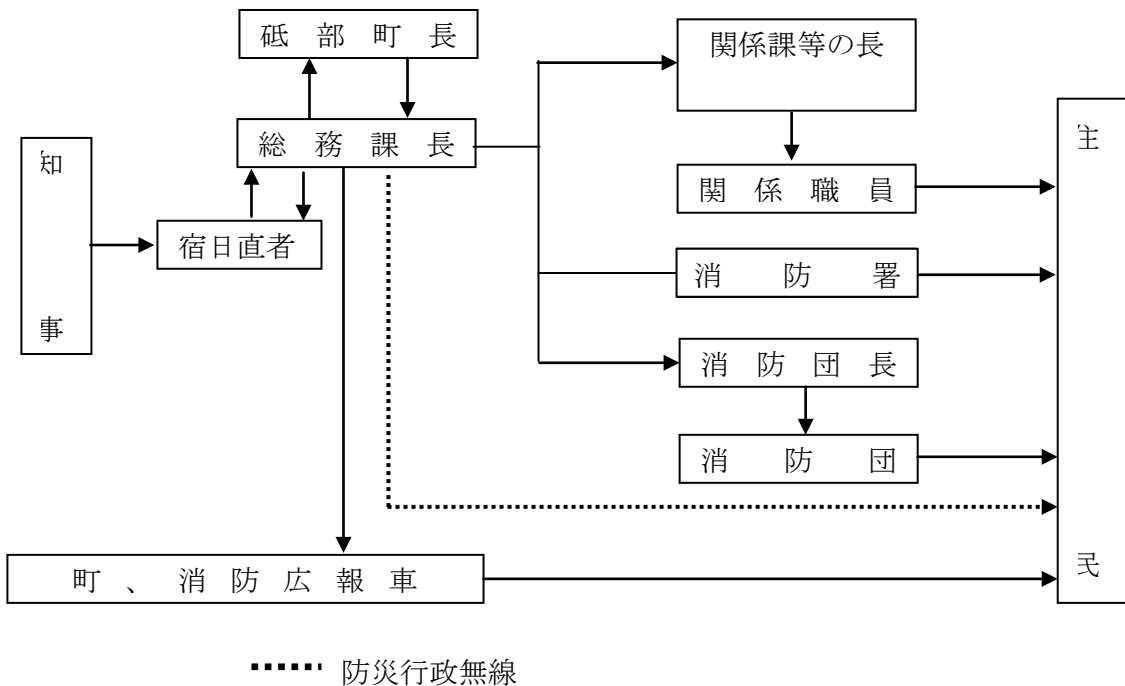 砥部町長
関係課等の長
総務課長
知事
宿日直者
関係職員
消防署
消防団長
消防団
住民
町、消防広報車
防災行政無線